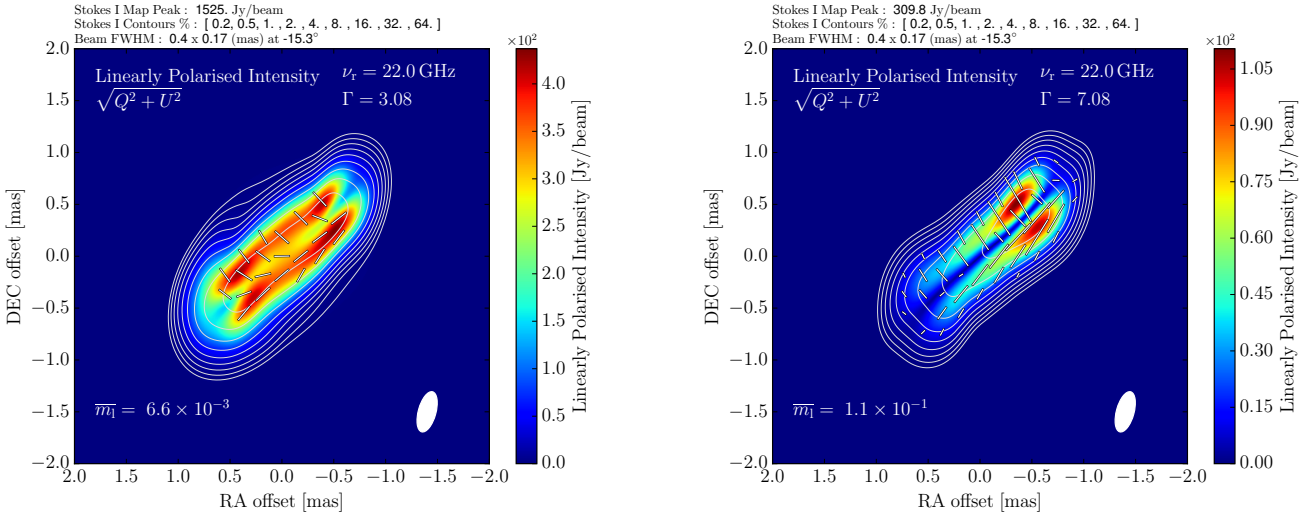 Stokes I Map Peak : 1525. Jy/beam
Stokes I Contours % : [ 0.2, 0.5, 1. , 2. , 4. , 8. , 16. , 32. , 64. ]
Beam FWHM : 0.4 x 0.17 (mas) at -15.3°
×10²
Linearly Polarised Intensity
√Q² + U²
νr = 22.0 GHz
Γ = 3.08
m̅l = 6.6 × 10⁻³
2.0
1.5
1.0
0.5
0.0
−0.5
−1.0
−1.5
−2.0
DEC offset [mas]
2.0 1.5 1.0 0.5 0.0 −0.5 −1.0 −1.5 −2.0
RA offset [mas]
4.0
3.5
3.0
2.5
2.0
1.5
1.0
0.5
0.0
Linearly Polarised Intensity [Jy/beam]
Stokes I Map Peak : 309.8 Jy/beam
Stokes I Contours % : [ 0.2, 0.5, 1. , 2. , 4. , 8. , 16. , 32. , 64. ]
Beam FWHM : 0.4 x 0.17 (mas) at -15.3°
×10²
Linearly Polarised Intensity
√Q² + U²
νr = 22.0 GHz
Γ = 7.08
m̅l = 1.1 × 10⁻¹
2.0
1.5
1.0
0.5
0.0
−0.5
−1.0
−1.5
−2.0
DEC offset [mas]
2.0 1.5 1.0 0.5 0.0 −0.5 −1.0 −1.5 −2.0
RA offset [mas]
1.05
0.90
0.75
0.60
0.45
0.30
0.15
0.00
Linearly Polarised Intensity [Jy/beam]